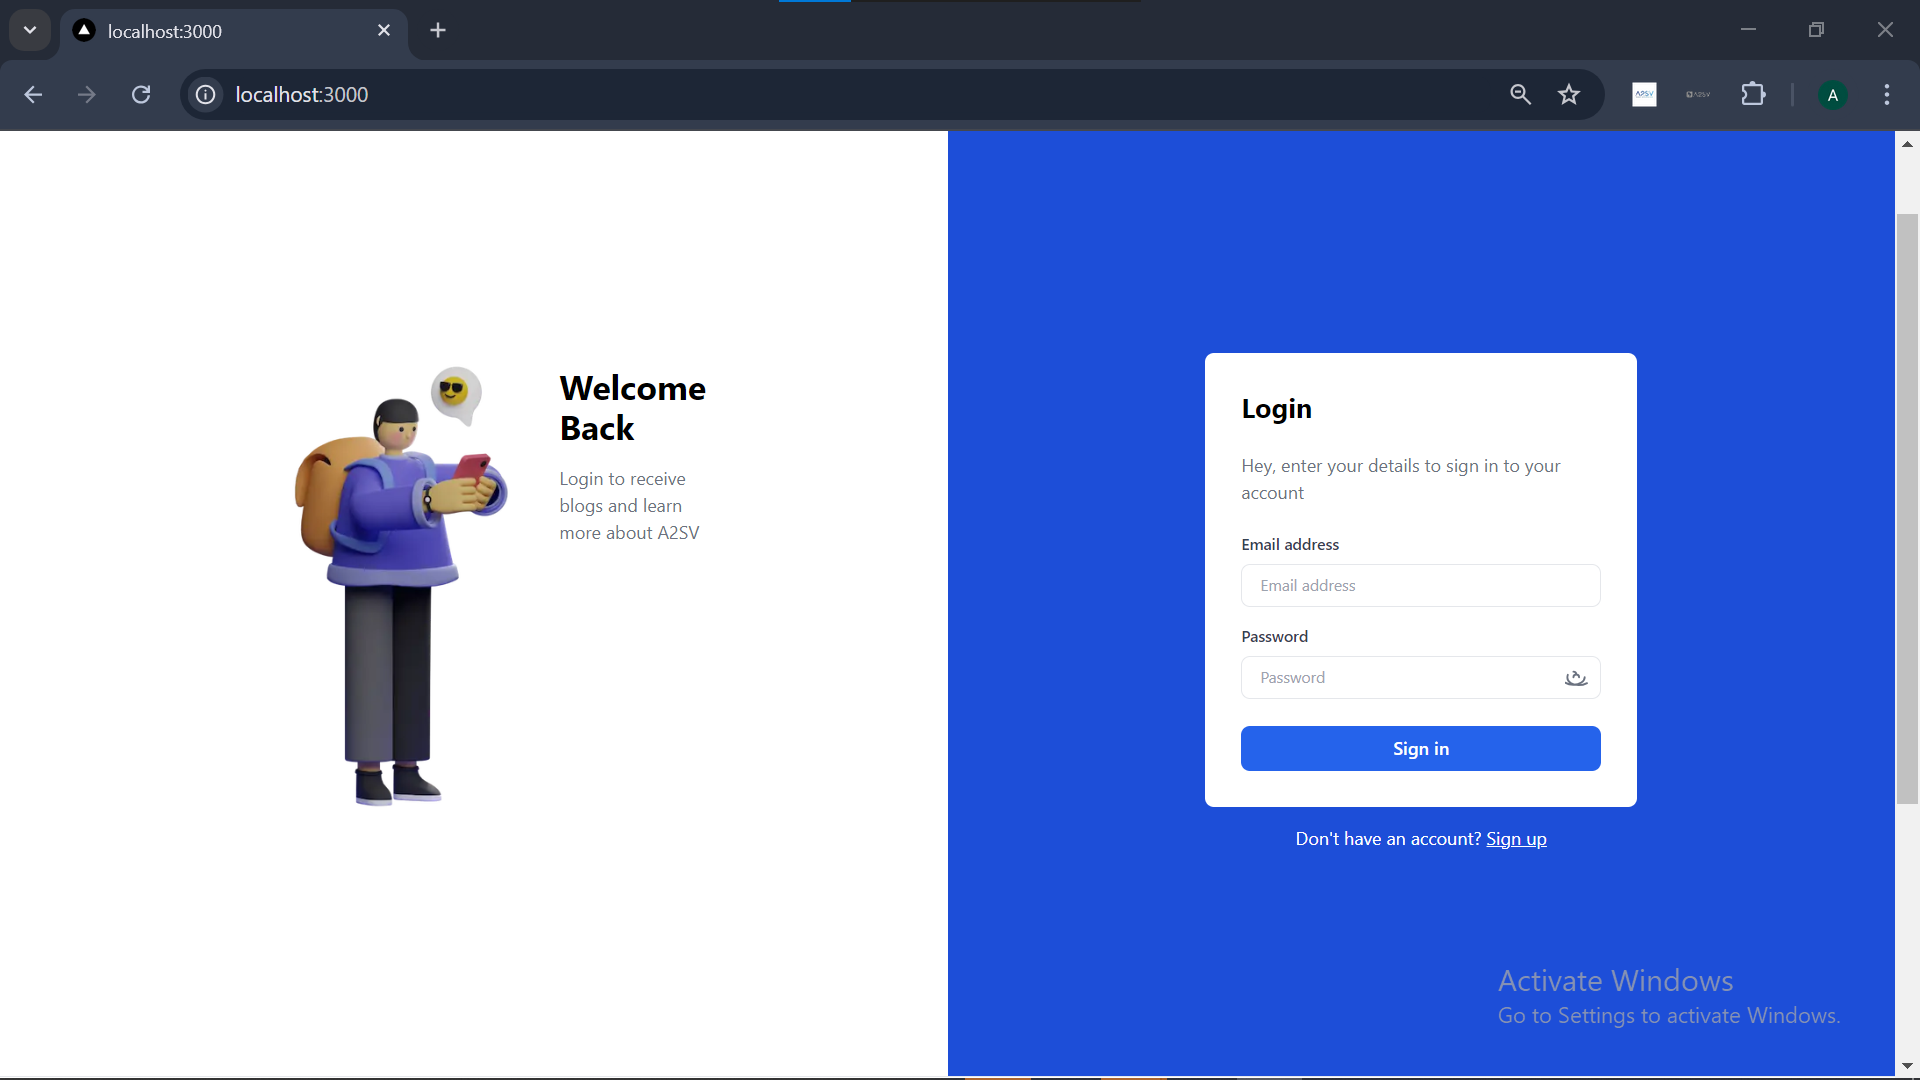 localhost:3000
localhost:3000
A2SV
A2SV
A
Welcome
Back
Login to receive
blogs and learn
more about A2SV
Login
Hey, enter your details to sign in to your
account
Email address
Email address
Password
Password
Sign in
Don't have an account? Sign up
Activate Windows
Go to Settings to activate Windows.